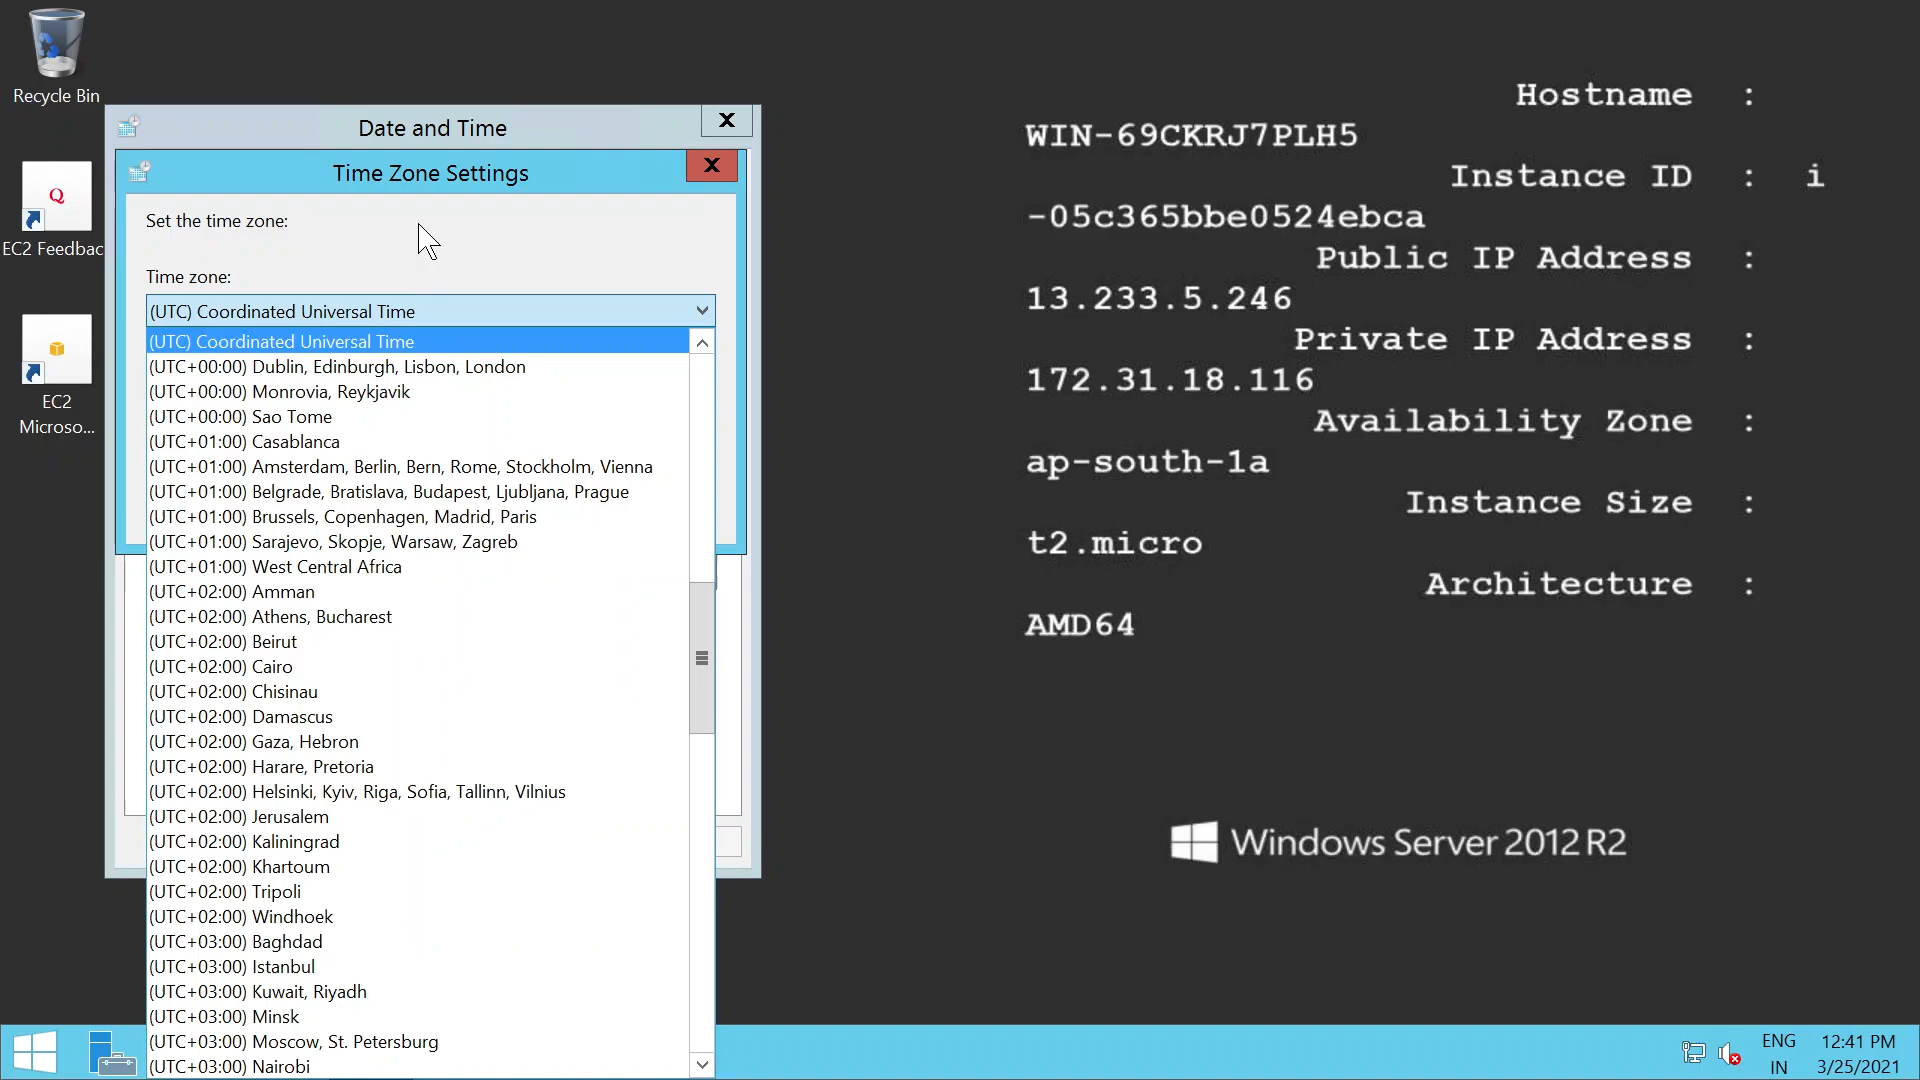 Recycle Bin
EC2 Feedbac
EC2
Microso...
Date and Time
Time Zone Settings
Set the time zone:
Time zone:
(UTC) Coordinated Universal Time
(UTC) Coordinated Universal Time
(UTC+00:00) Dublin, Edinburgh, Lisbon, London
(UTC+00:00) Monrovia, Reykjavik
(UTC+00:00) Sao Tome
(UTC+01:00) Casablanca
(UTC+01:00) Amsterdam, Berlin, Bern, Rome, Stockholm, Vienna
(UTC+01:00) Belgrade, Bratislava, Budapest, Ljubljana, Prague
(UTC+01:00) Brussels, Copenhagen, Madrid, Paris
(UTC+01:00) Sarajevo, Skopje, Warsaw, Zagreb
(UTC+01:00) West Central Africa
(UTC+02:00) Amman
(UTC+02:00) Athens, Bucharest
(UTC+02:00) Beirut
(UTC+02:00) Cairo
(UTC+02:00) Chisinau
(UTC+02:00) Damascus
(UTC+02:00) Gaza, Hebron
(UTC+02:00) Harare, Pretoria
(UTC+02:00) Helsinki, Kyiv, Riga, Sofia, Tallinn, Vilnius
(UTC+02:00) Jerusalem
(UTC+02:00) Kaliningrad
(UTC+02:00) Khartoum
(UTC+02:00) Tripoli
(UTC+02:00) Windhoek
(UTC+03:00) Baghdad
(UTC+03:00) Istanbul
(UTC+03:00) Kuwait, Riyadh
(UTC+03:00) Minsk
(UTC+03:00) Moscow, St. Petersburg
(UTC+03:00) Nairobi
Hostname :
WIN-69CKRJ7PLH5
Instance ID : i
-05c365bbe0524ebca
Public IP Address :
13.233.5.246
Private IP Address :
172.31.18.116
Availability Zone :
ap-south-1a
Instance Size :
t2.micro
Architecture :
AMD64
Windows Server 2012 R2
ENG
IN
12:41 PM
3/25/2021